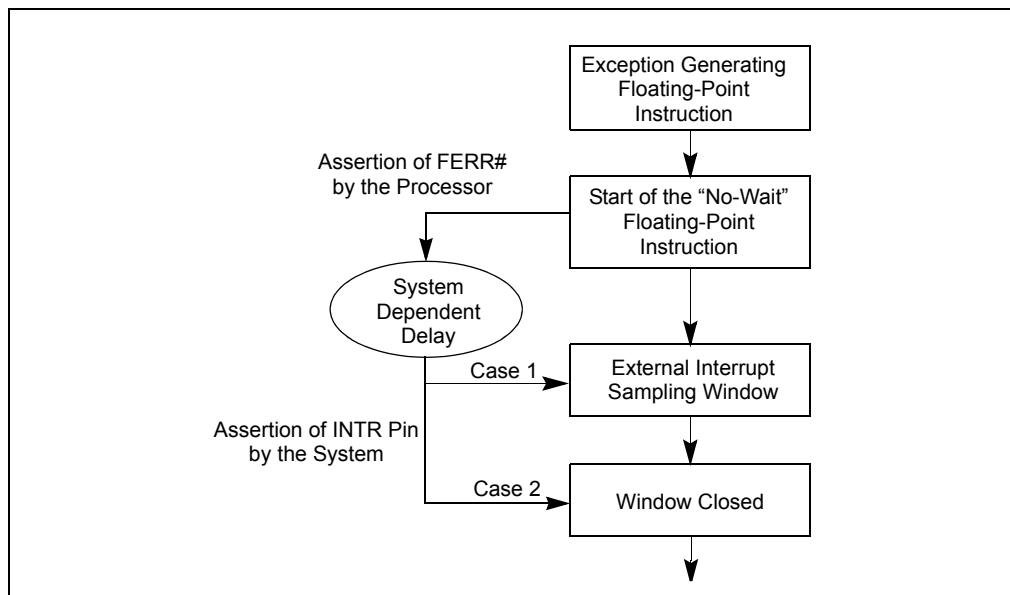 Exception Generating
Floating-Point
Instruction
Assertion of FERR#
by the Processor
Start of the “No-Wait”
Floating-Point
Instruction
System
Dependent
Delay
Case 1
External Interrupt
Sampling Window
Assertion of INTR Pin
by the System
Case 2
Window Closed